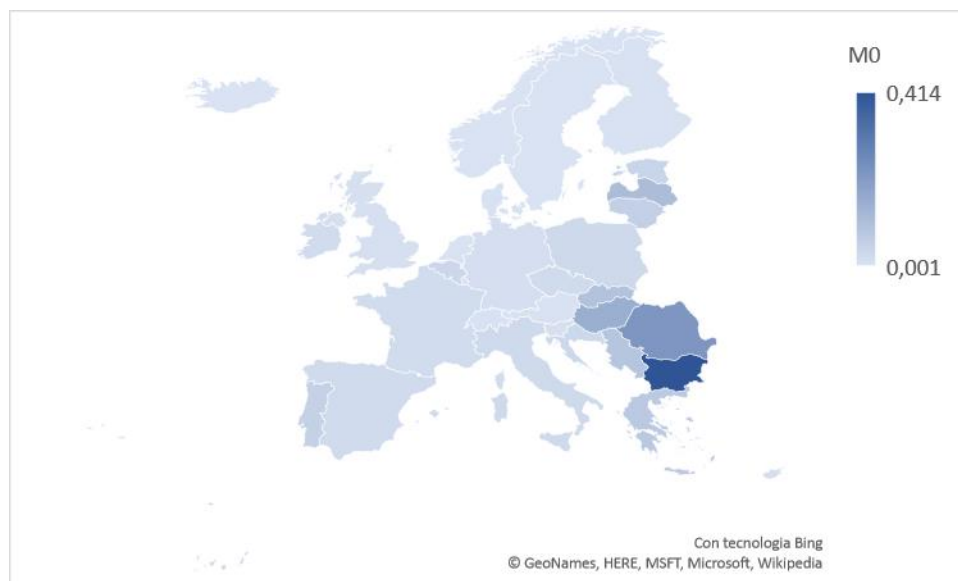 M0
0,414
0,001
Con tecnologia Bing
© GeoNames, HERE, MSFT, Microsoft, Wikipedia